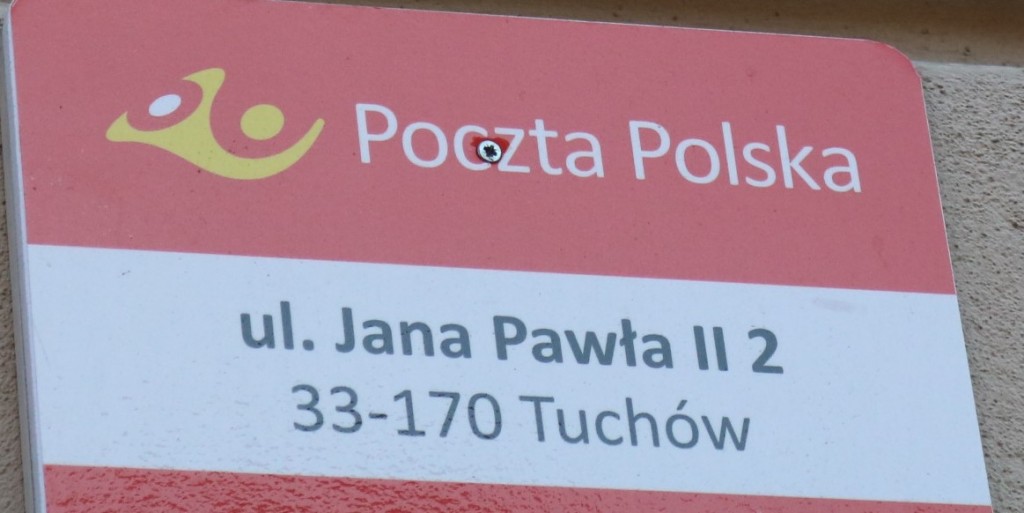 Poczta Polska
ul. Jana Pawła II 2
33-170 Tuchów